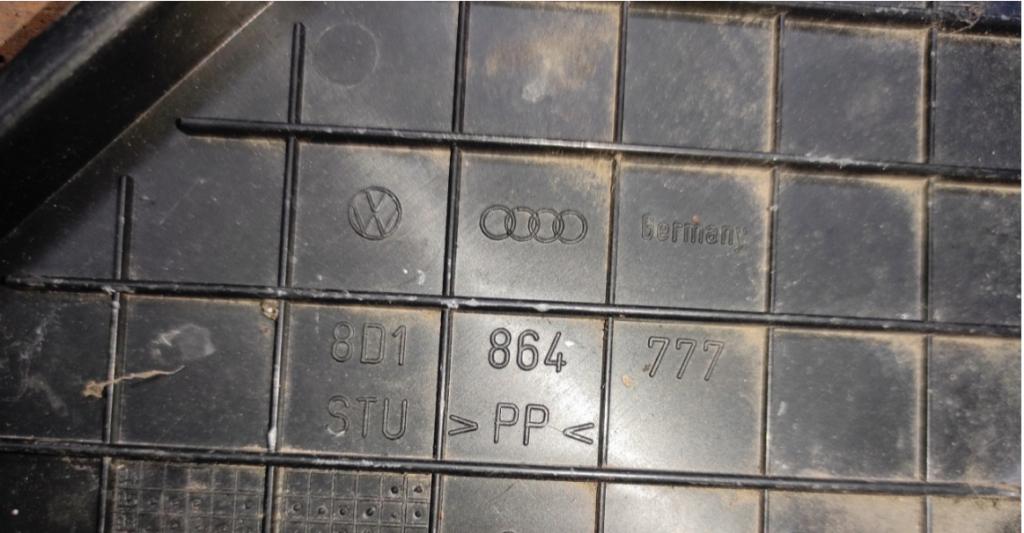 Germany
8D1 864 777
STU >PP<